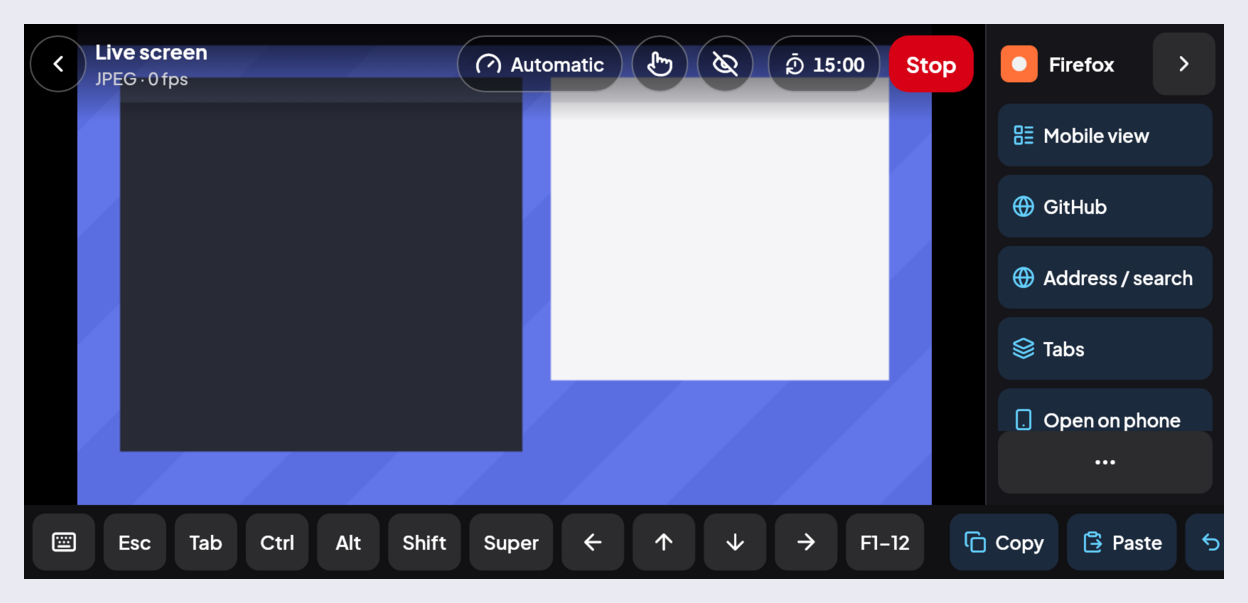 Live screen
JPEG · 0 fps
Automatic
15:00
Stop
Firefox
Mobile view
GitHub
Address / search
Tabs
Open on phone
Esc
Tab
Ctrl
Alt
Shift
Super
F1–12
Copy
Paste